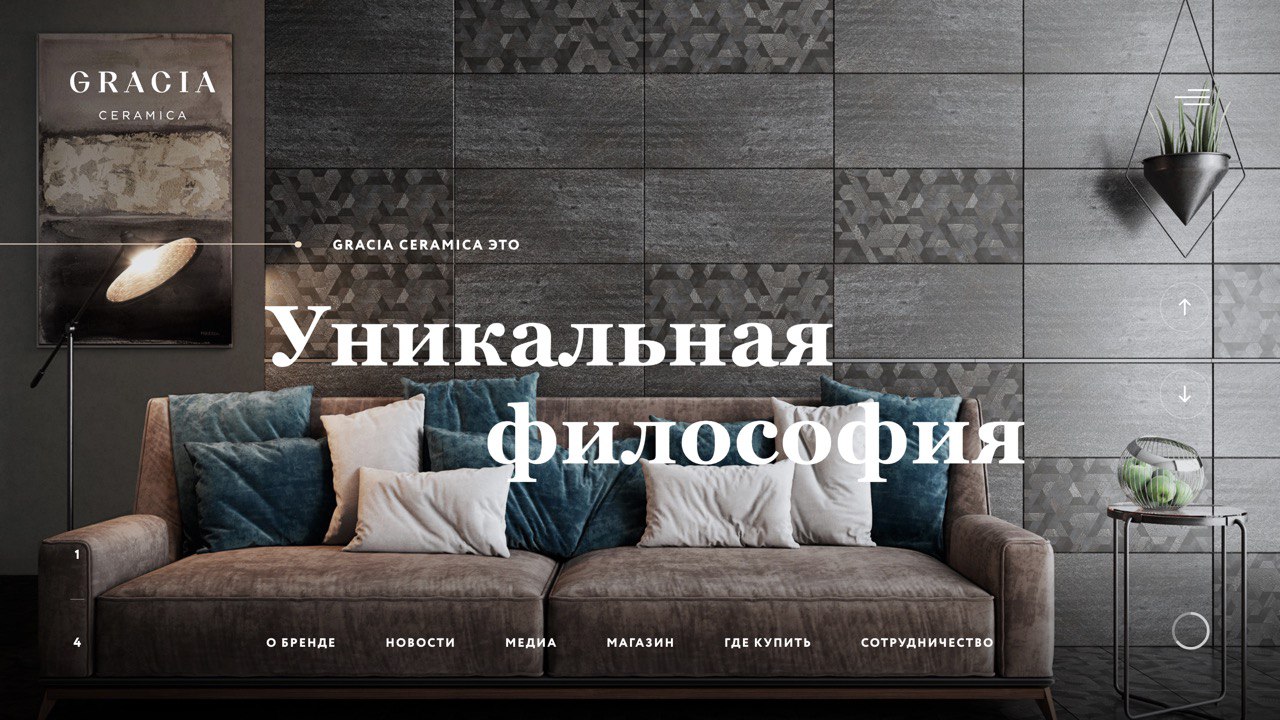 GRACIA
CERAMICA
GRACIA CERAMICA ЭТО
Уникальная
философия
1
4
О БРЕНДЕ
НОВОСТИ
МЕДИА
МАГАЗИН
ГДЕ КУПИТЬ
СОТРУДНИЧЕСТВО